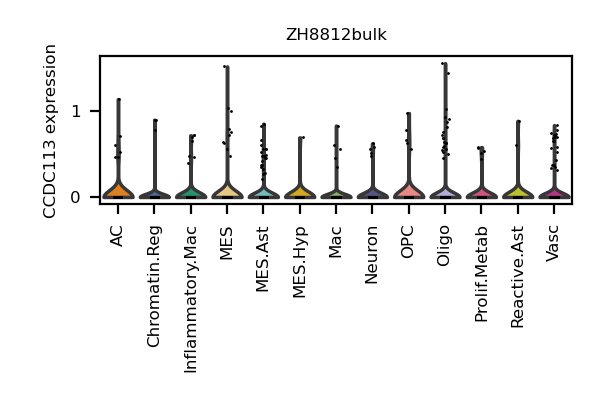 ZH8812bulk
CCDC113 expression
1
0
AC
Chromatin.Reg
Inflammatory.Mac
MES
MES.Ast
MES.Hyp
Mac
Neuron
OPC
Oligo
Prolif.Metab
Reactive.Ast
Vasc